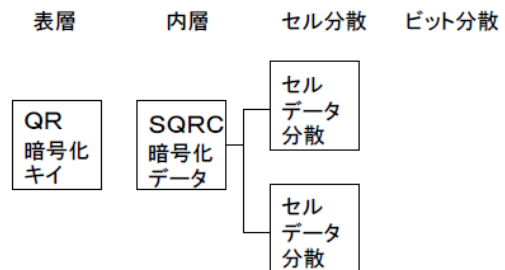 表層 内層 セル分散 ビット分散
QR
暗号化
キイ
SQRC
暗号化
データ
セル
データ
分散
セル
データ
分散